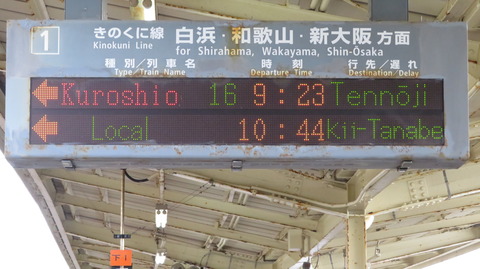 1
きのくに線 白浜・和歌山・新大阪 方面
Kinokuni Line for Shirahama, Wakayama, Shin-Osaka
種別/列車名 時刻 行先/遅れ
Type/Train Name Departure Time Destination/Delay
←Kuroshio 16 9:23 Tennōji
←Local 10:44 Kii-Tanabe
下1